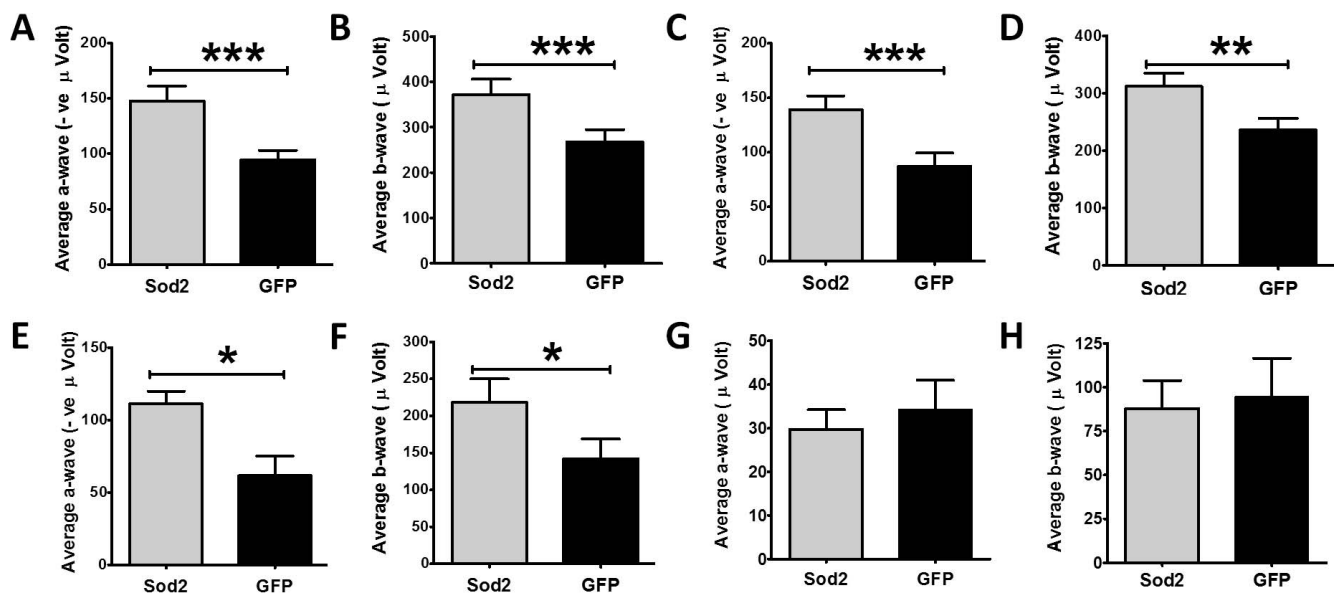 A
Average a-wave (- ve μ Volt)
200
150
100
50
0
***
Sod2 GFP
B
Average b-wave ( μ Volt)
500
400
300
200
100
0
***
Sod2 GFP
C
Average a-wave (- ve μ Volt)
200
150
100
50
0
***
Sod2 GFP
D
Average b-wave ( μ Volt)
400
300
200
100
0
**
Sod2 GFP
E
Average a-wave (- ve μ Volt)
150
100
50
0
*
Sod2 GFP
F
Average b-wave ( μ Volt)
300
250
200
150
100
50
0
*
Sod2 GFP
G
Average a-wave ( μ Volt)
50
40
30
20
10
0
Sod2 GFP
H
Average b-wave ( μ Volt)
125
100
75
50
25
0
Sod2 GFP